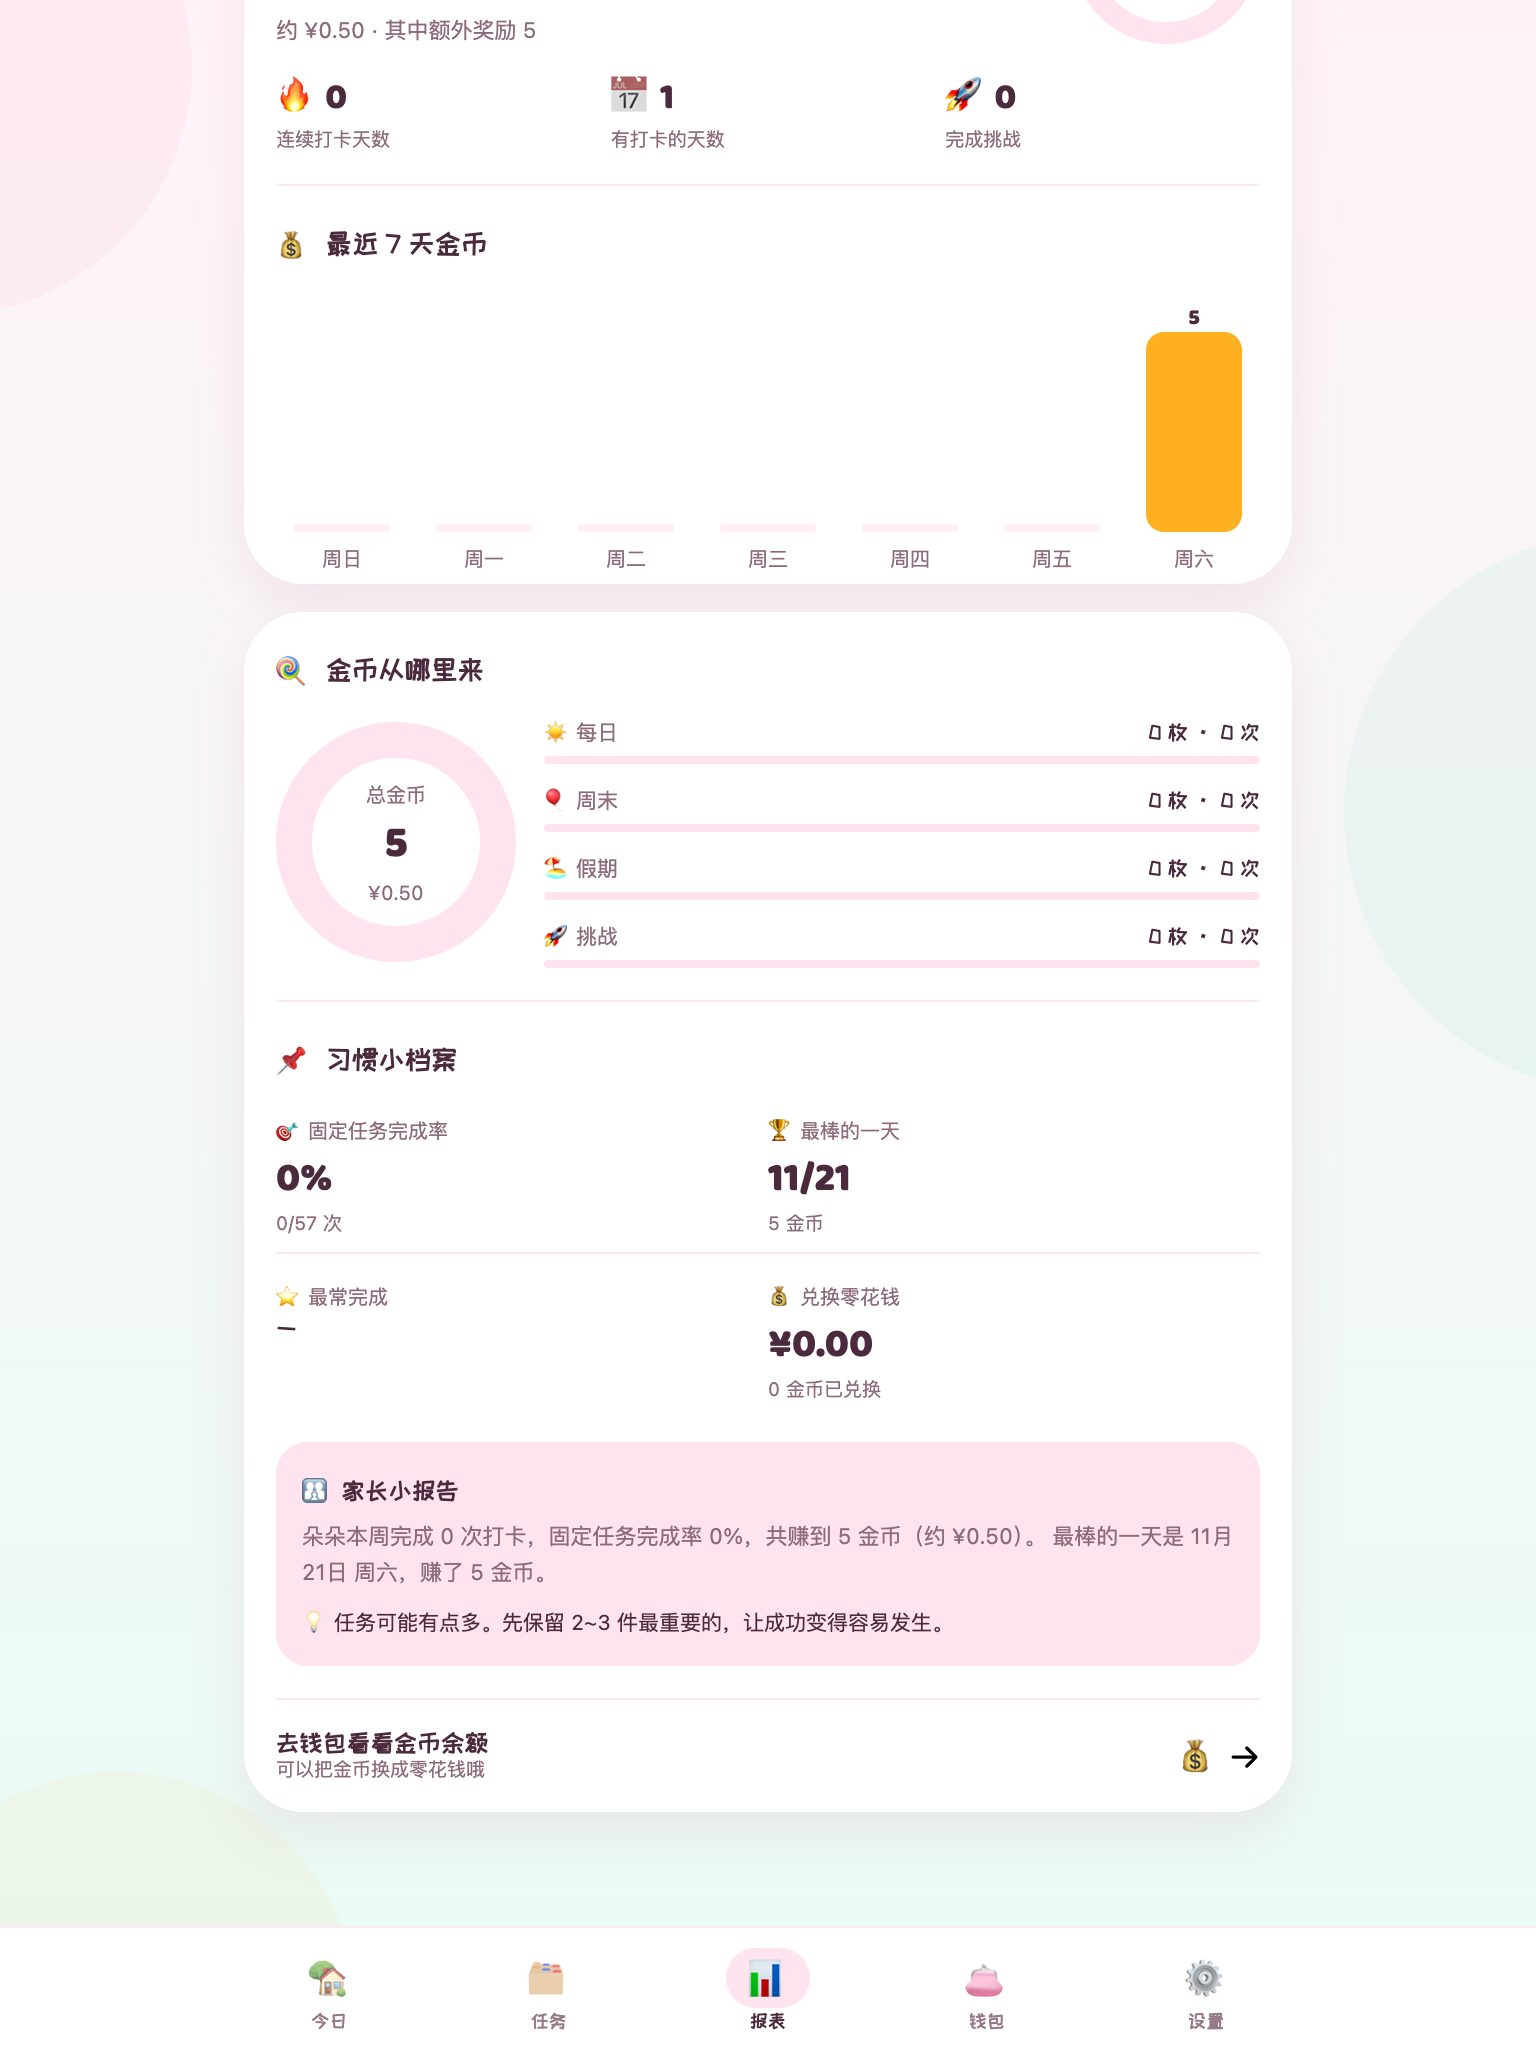 约 ¥0.50 · 其中额外奖励 5
0
连续打卡天数
JUL
17
1
有打卡的天数
0
完成挑战
最近 7 天金币
5
周日
周一
周二
周三
周四
周五
周六
金币从哪里来
总金币
5
¥0.50
每日
0 枚 · 0 次
周末
0 枚 · 0 次
假期
0 枚 · 0 次
挑战
0 枚 · 0 次
习惯小档案
固定任务完成率
0%
0/57 次
最棒的一天
11/21
5 金币
最常完成
—
兑换零花钱
¥0.00
0 金币已兑换
家长小报告
朵朵本周完成 0 次打卡，固定任务完成率 0%，共赚到 5 金币（约 ¥0.50）。 最棒的一天是 11月
21日 周六，赚了 5 金币。
任务可能有点多。先保留 2~3 件最重要的，让成功变得容易发生。
去钱包看看金币余额
可以把金币换成零花钱哦
今日
任务
报表
钱包
设置